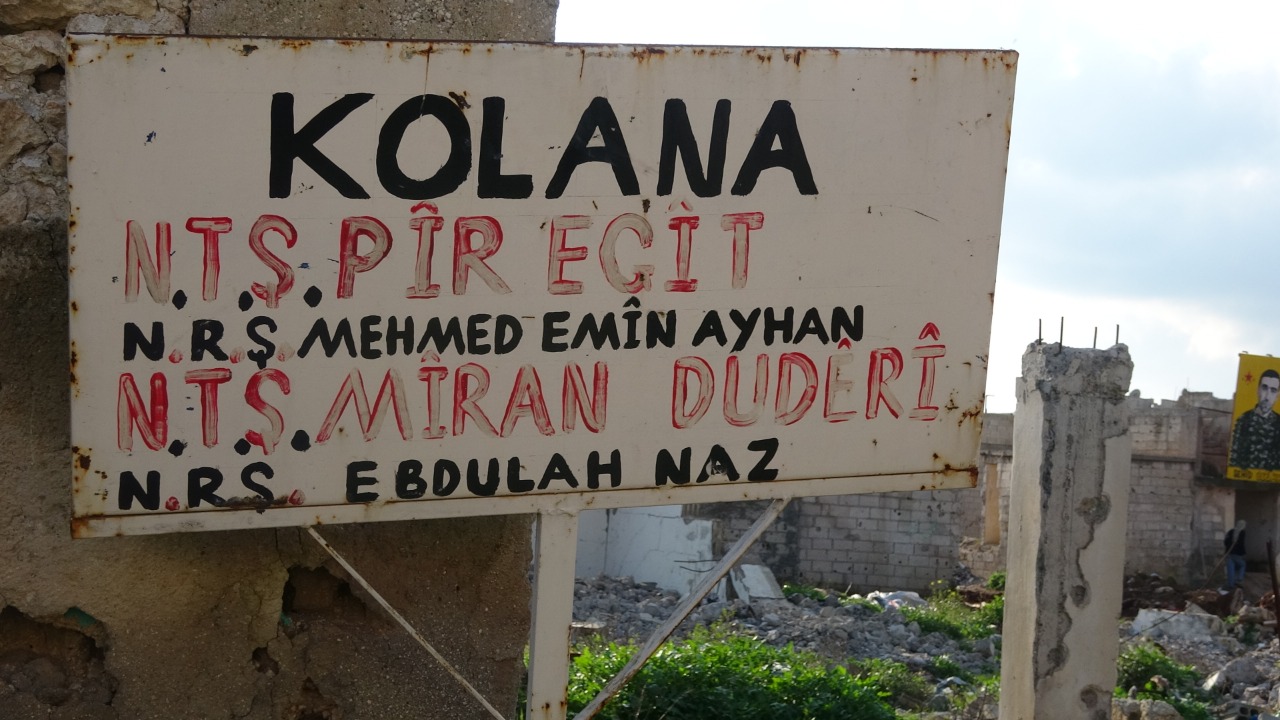 KOLANA
N.T.Ş.PÎR EGÎT
N.R.Ş.MEHMED EMÎN AYHAN
N.T.Ş.MÎRAN DUDÊRÎ
N.R.Ş. EBDULAH NAZ